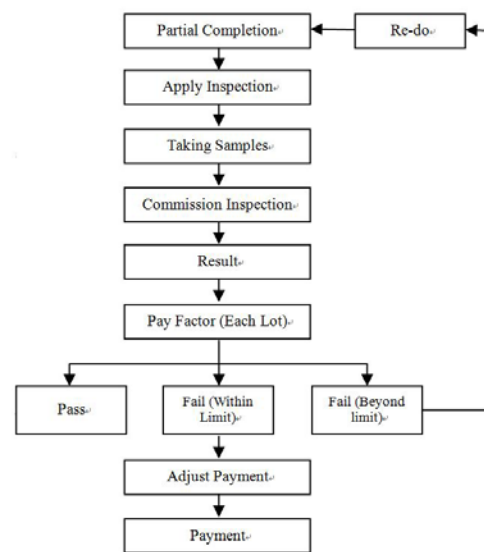 Partial Completion
Re-do
Apply Inspection
Taking Samples
Commission Inspection
Result
Pay Factor (Each Lot)
Pass
Fail (Within
Limit)
Fail (Beyond
limit)
Adjust Payment
Payment